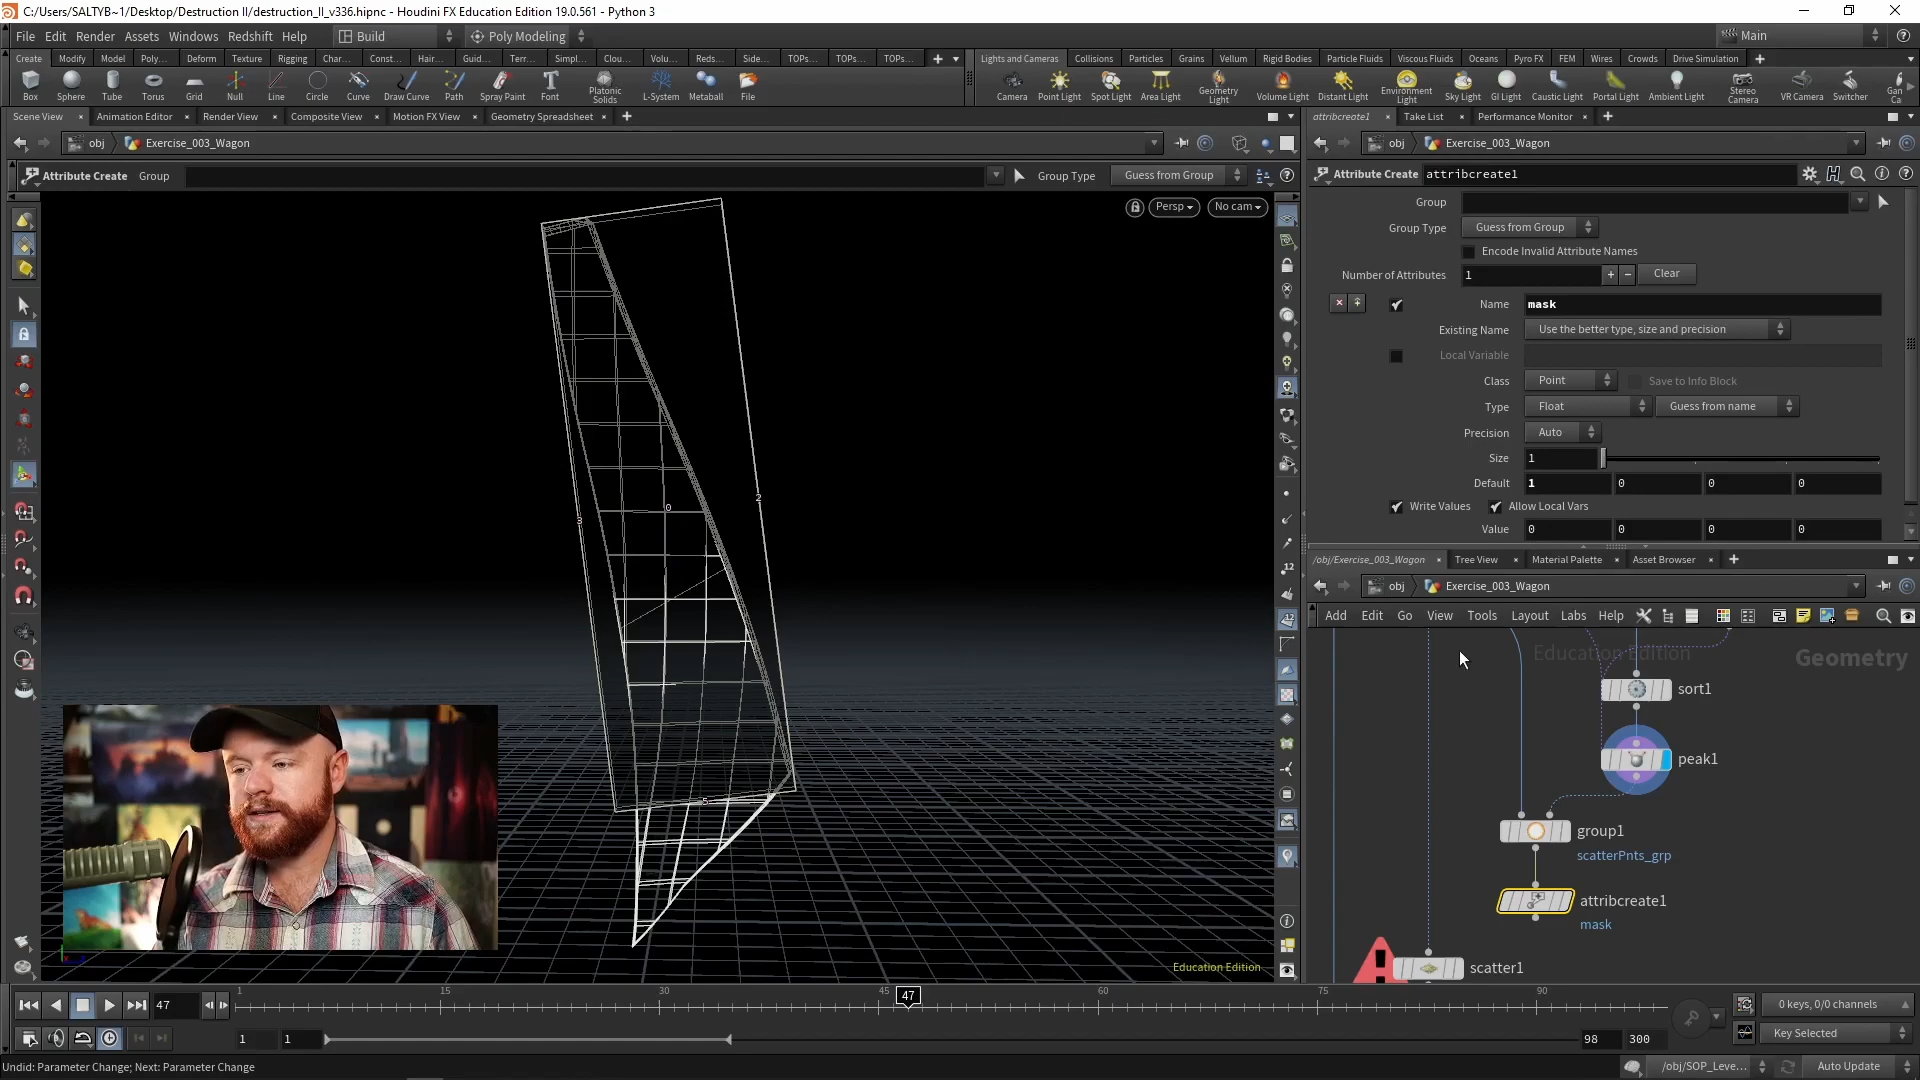 C:/Users/SALTYB~1/Desktop/Destruction II/destruction_II_v336.hipnc - Houdini FX Education Edition 19.0.561 - Python 3
File Edit Render Assets Windows Redshift Help Build Poly Modeling Main
Create Modify Model Poly... Deform Texture Rigging Char... Const... Hair... Guid... Terr... Simpl... Clou... Volu... Reds... Side... TOPs... TOPs... TOPs...
Lights and Cameras Collisions Particles Grains Vellum Rigid Bodies Particle Fluids Viscous Fluids Oceans Pyro FX FEM Wires Crowds Drive Simulation
Box Sphere Tube Torus Grid Null Line Circle Curve Draw Curve Path Spray Paint Font Platonic Solids L-System Metaball File
Camera Point Light Spot Light Area Light Geometry Light Volume Light Distant Light Environment Light Sky Light GI Light Caustic Light Portal Light Ambient Light Stereo Camera VR Camera Switcher Gan Ca
Scene View Animation Editor Render View Composite View Motion FX View Geometry Spreadsheet
obj Exercise_003_Wagon
Attribute Create Group Group Type Guess from Group
Persp No cam
0
2
3
5
Education Edition
attribcreate1 Take List Performance Monitor
obj Exercise_003_Wagon
Attribute Create attribcreate1
Group
Group Type Guess from Group
Encode Invalid Attribute Names
Number of Attributes 1 Clear
Name mask
Existing Name Use the better type, size and precision
Local Variable
Class Point Save to Info Block
Type Float Guess from name
Precision Auto
Size 1
Default 1 0 0 0
Write Values Allow Local Vars
Value 0 0 0 0
/obj/Exercise_003_Wagon Tree View Material Palette Asset Browser
obj Exercise_003_Wagon
Add Edit Go View Tools Layout Labs Help
Education Edition
Geometry
sort1
peak1
group1
scatterPnts_grp
attribcreate1
mask
scatter1
47 1 15 30 45 47 60 75 90
0 keys, 0/0 channels
1 1 98 300 Key Selected
Undid: Parameter Change; Next: Parameter Change
/obj/SOP_Leve... Auto Update